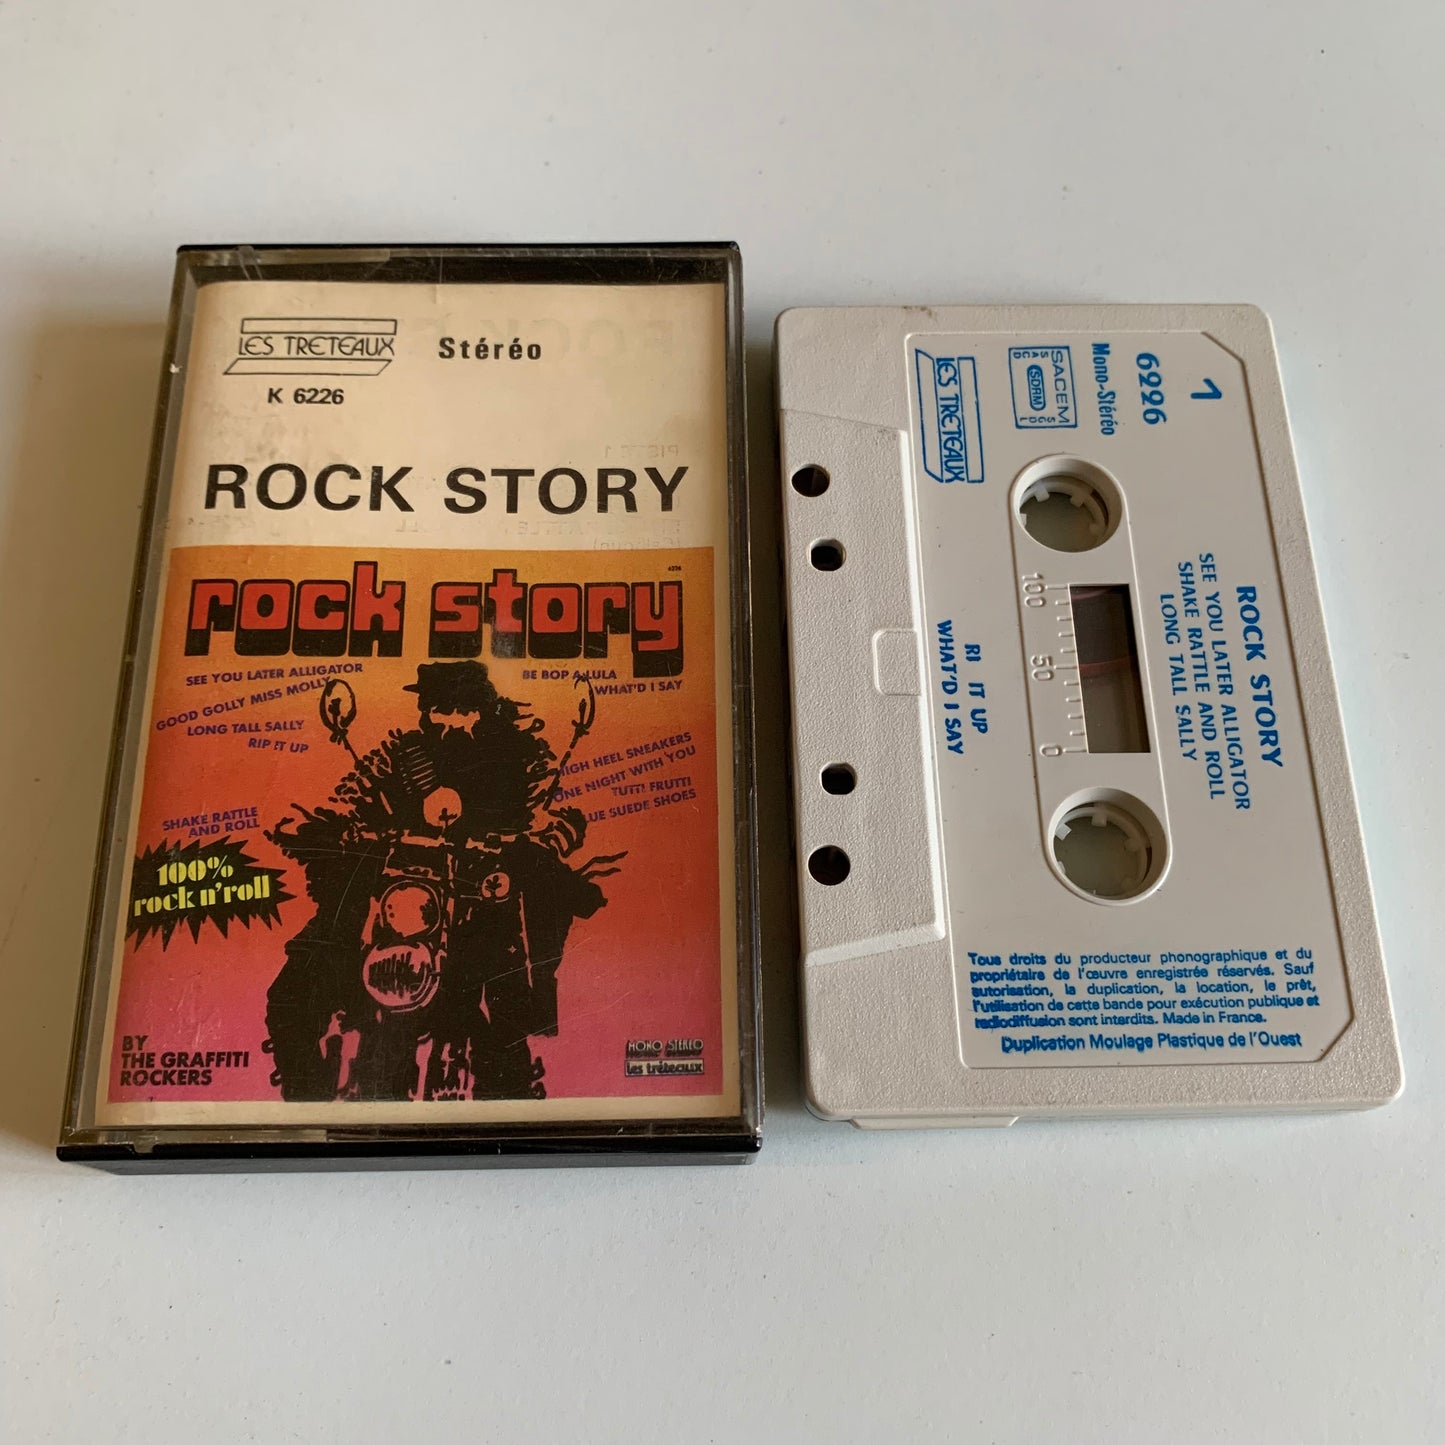 LES TRETEAUX
Stéréo
K 6226
ROCK STORY
6226
rock story
SEE YOU LATER ALLIGATOR
GOOD GOLLY MISS MOLLY
LONG TALL SALLY
RIP IT UP
BE BOP A LULA
WHAT'D I SAY
HIGH HEEL SNEAKERS
ONE NIGHT WITH YOU
TUTTI FRUTTI
LUE SUEDE SHOES
SHAKE RATTLE
AND ROLL
100%
rock n'roll
BY
THE GRAFFITI
ROCKERS
MONO STEREO
les tréteaux
1
6226
Mono-Stéréo
SACEM
SACD
SDRM
SCDL
LES TRETEAUX
ROCK STORY
SEE YOU LATER ALLIGATOR
SHAKE RATTLE AND ROLL
LONG TALL SALLY
100 50 0
RI IT UP
WHAT'D I SAY
Tous droits du producteur phonographique et du
propriétaire de l'œuvre enregistrée réservés. Sauf
autorisation, la duplication, la location, le prêt,
l'utilisation de cette bande pour exécution publique et
radiodiffusion sont interdits. Made in France.
Duplication Moulage Plastique de l'Ouest